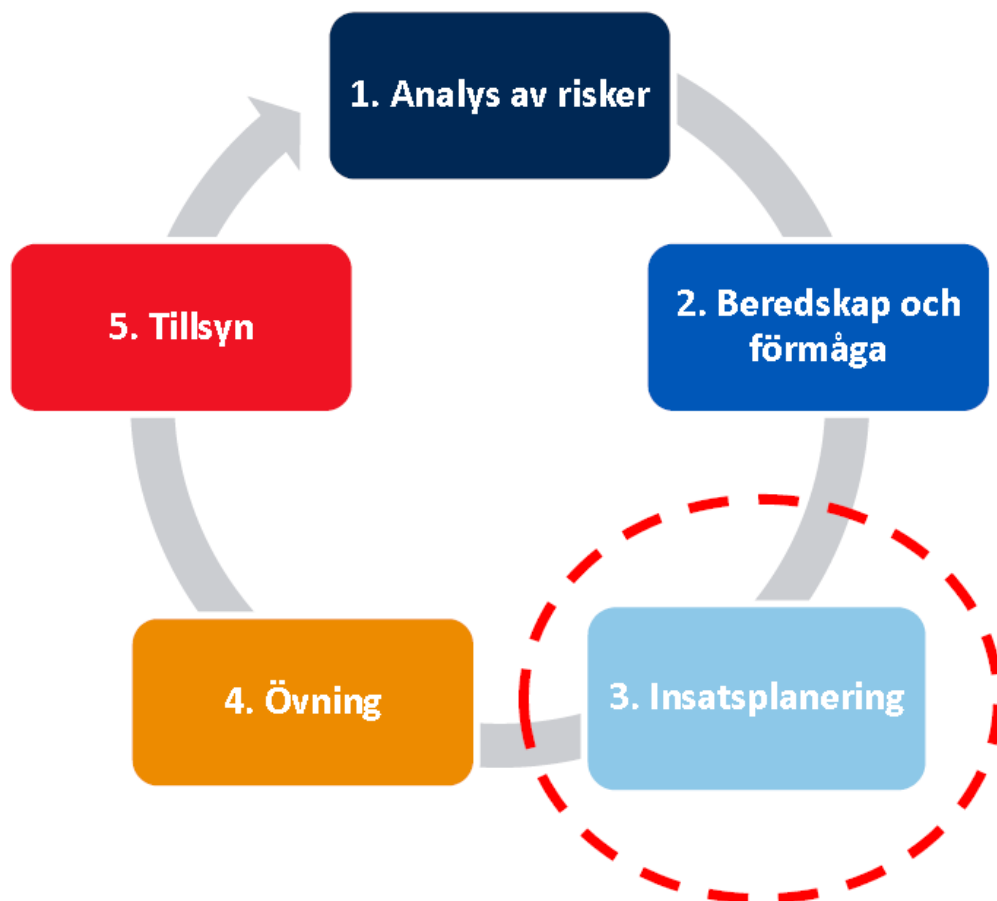 1. Analys av risker
2. Beredskap och
förmåga
3. Insatsplanering
4. Övning
5. Tillsyn